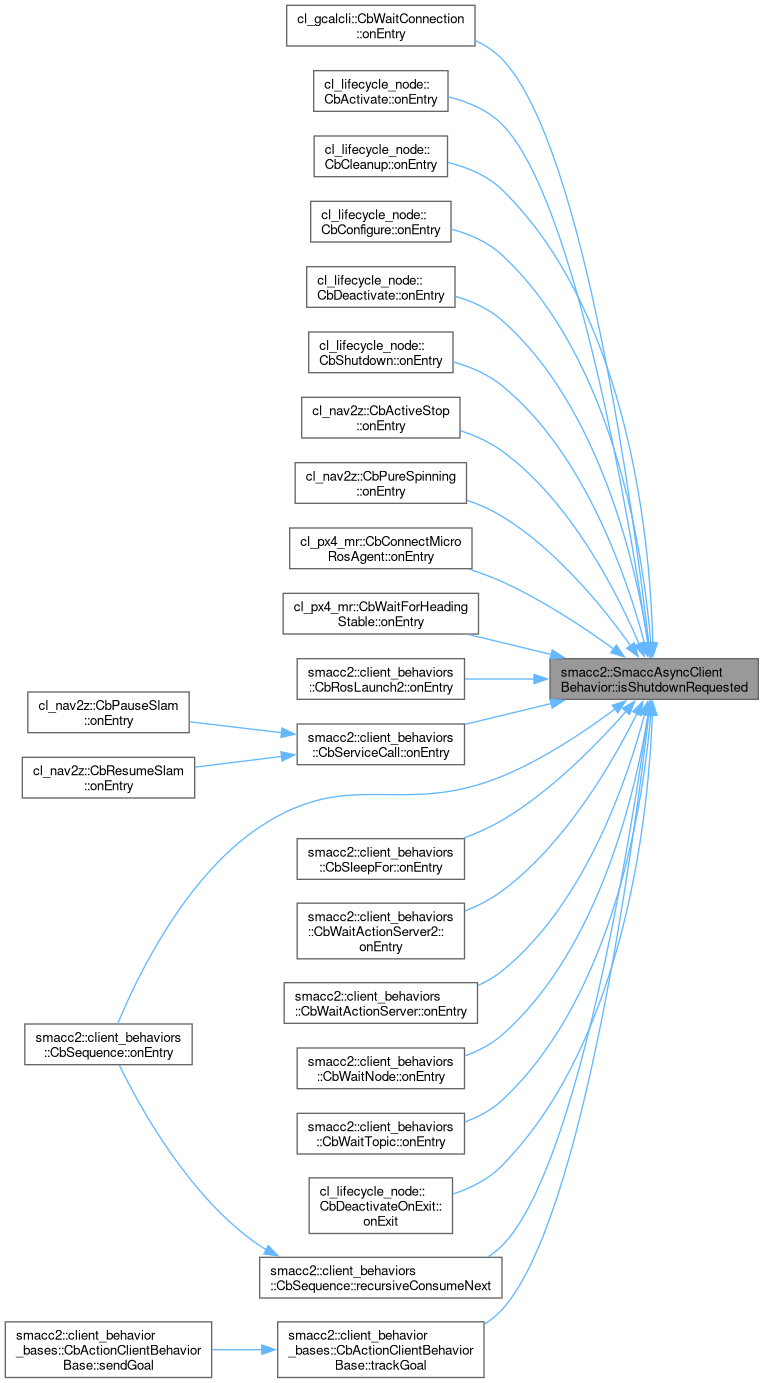 cl_gcalcli::CbWaitConnection
::onEntry
cl_lifecycle_node::
CbActivate::onEntry
cl_lifecycle_node::
CbCleanup::onEntry
cl_lifecycle_node::
CbConfigure::onEntry
cl_lifecycle_node::
CbDeactivate::onEntry
cl_lifecycle_node::
CbShutdown::onEntry
cl_nav2z::CbActiveStop
::onEntry
cl_nav2z::CbPureSpinning
::onEntry
cl_px4_mr::CbConnectMicro
RosAgent::onEntry
cl_px4_mr::CbWaitForHeading
Stable::onEntry
smacc2::SmaccAsyncClient
Behavior::isShutdownRequested
smacc2::client_behaviors
::CbRosLaunch2::onEntry
cl_nav2z::CbPauseSlam
::onEntry
smacc2::client_behaviors
::CbServiceCall::onEntry
cl_nav2z::CbResumeSlam
::onEntry
smacc2::client_behaviors
::CbSleepFor::onEntry
smacc2::client_behaviors
::CbWaitActionServer2::
onEntry
smacc2::client_behaviors
::CbWaitActionServer::onEntry
smacc2::client_behaviors
::CbSequence::onEntry
smacc2::client_behaviors
::CbWaitNode::onEntry
smacc2::client_behaviors
::CbWaitTopic::onEntry
cl_lifecycle_node::
CbDeactivateOnExit::
onExit
smacc2::client_behaviors
::CbSequence::recursiveConsumeNext
smacc2::client_behavior
_bases::CbActionClientBehavior
Base::sendGoal
smacc2::client_behavior
_bases::CbActionClientBehavior
Base::trackGoal